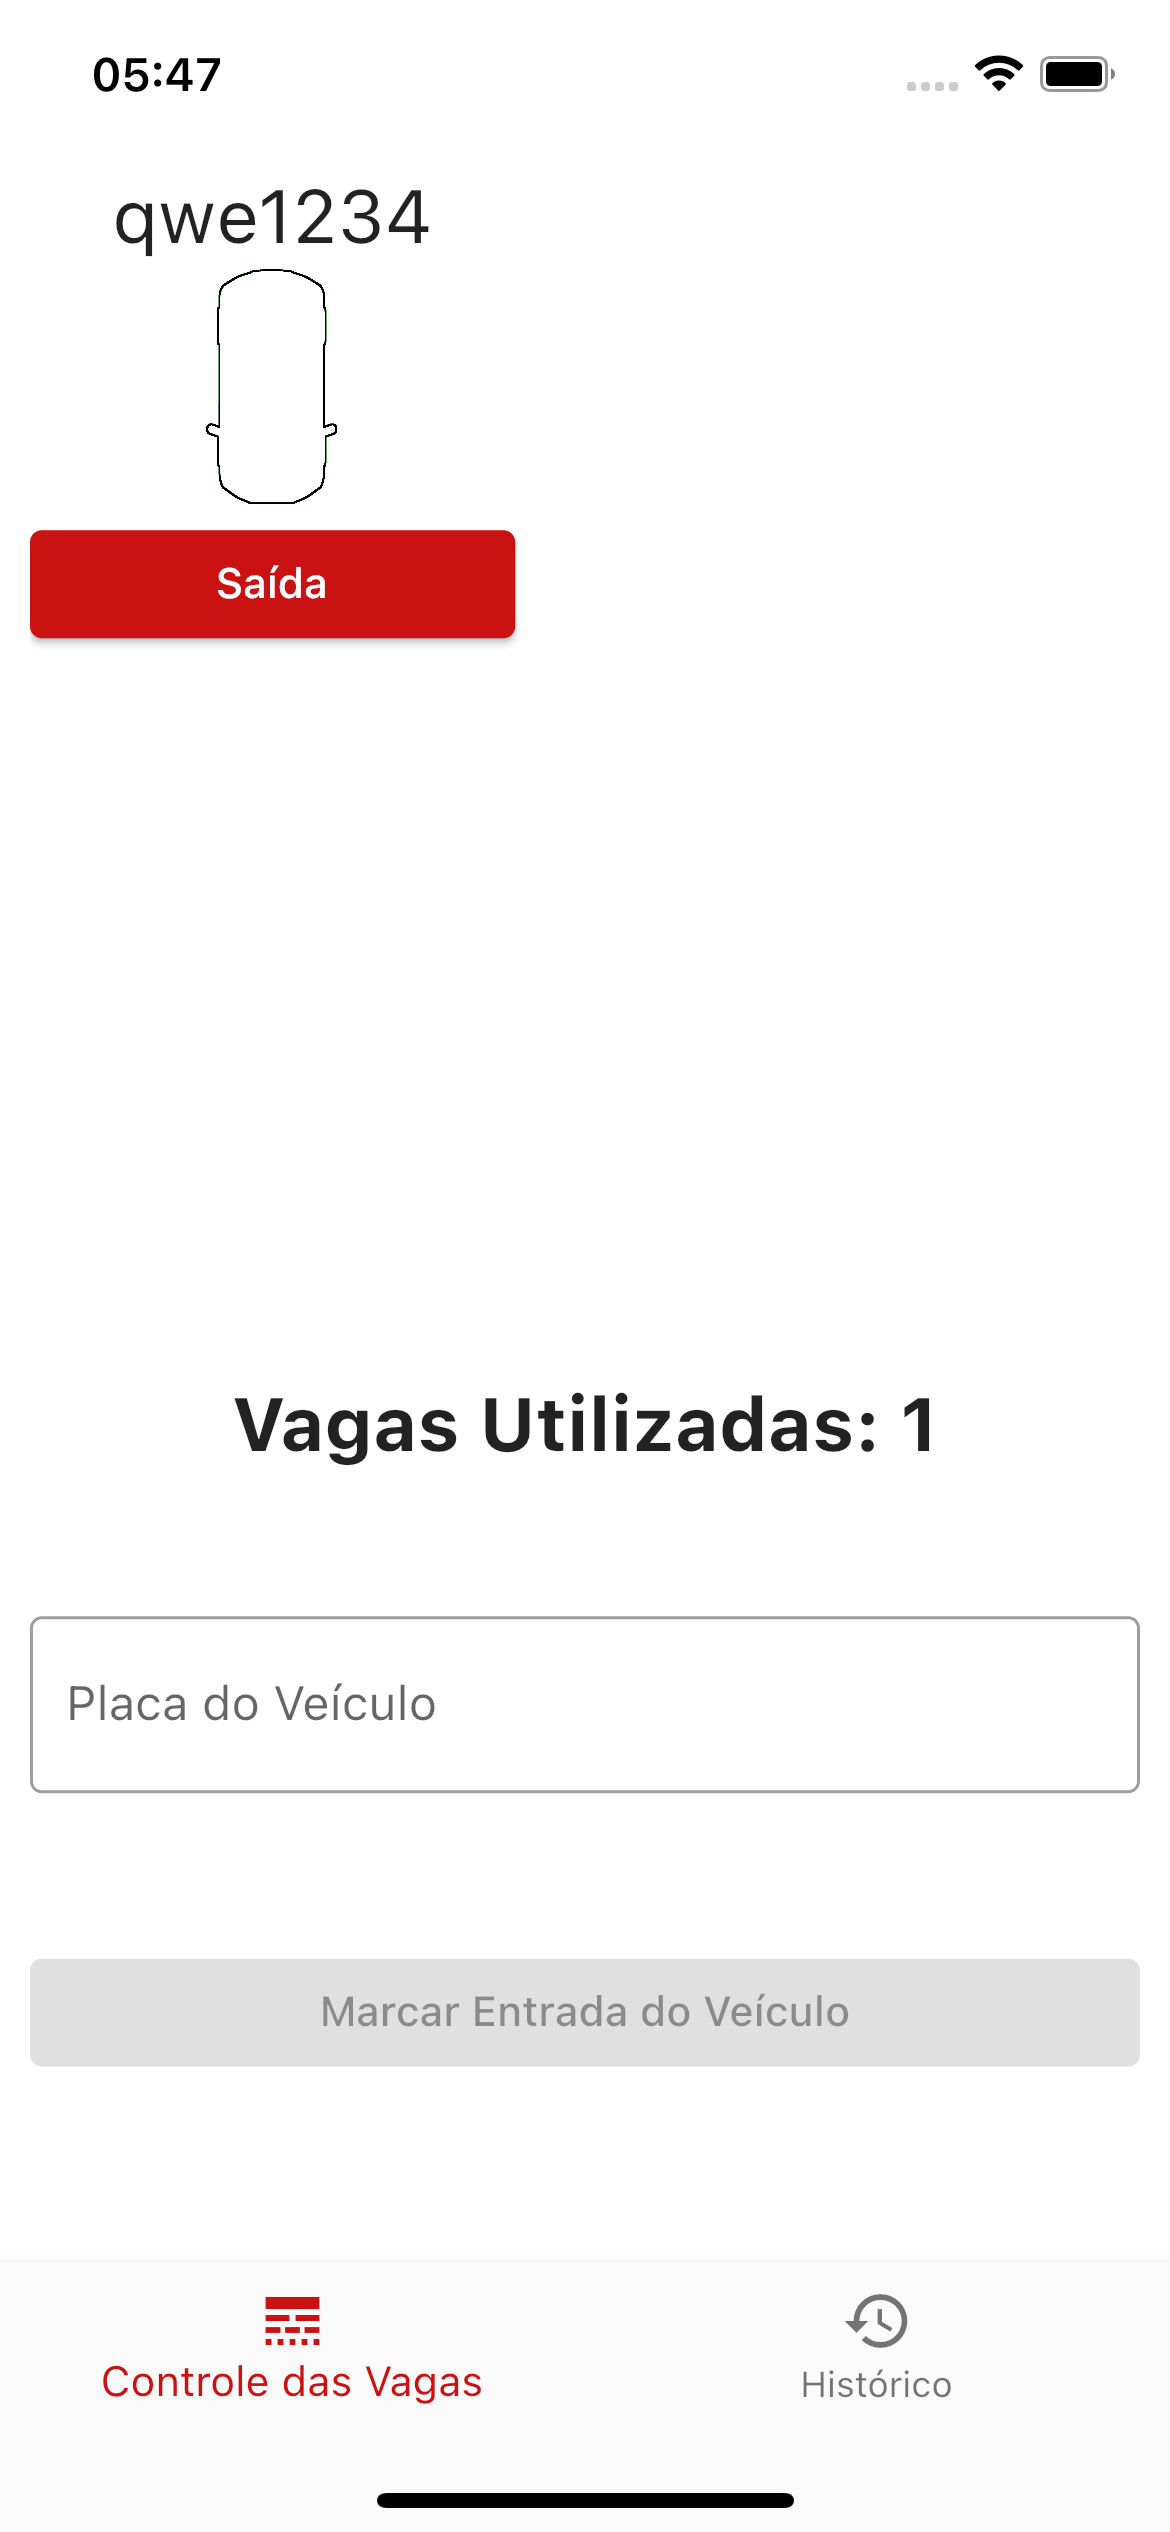 05:47
qwe1234
Saída
Vagas Utilizadas: 1
Placa do Veículo
Marcar Entrada do Veículo
Controle das Vagas
Histórico